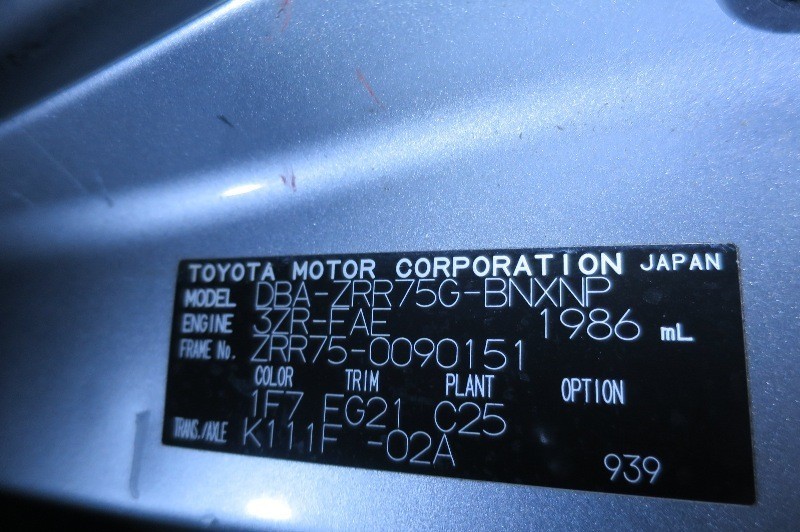 TOYOTA MOTOR CORPORATION JAPAN
MODEL DBA-ZRR75G-BNXNP
ENGINE 3ZR-FAE 1986 mL
FRAME No. ZRR75-0090151
COLOR TRIM PLANT OPTION
1F7 FG21 C25
TRANS./AXLE K111F -02A
939